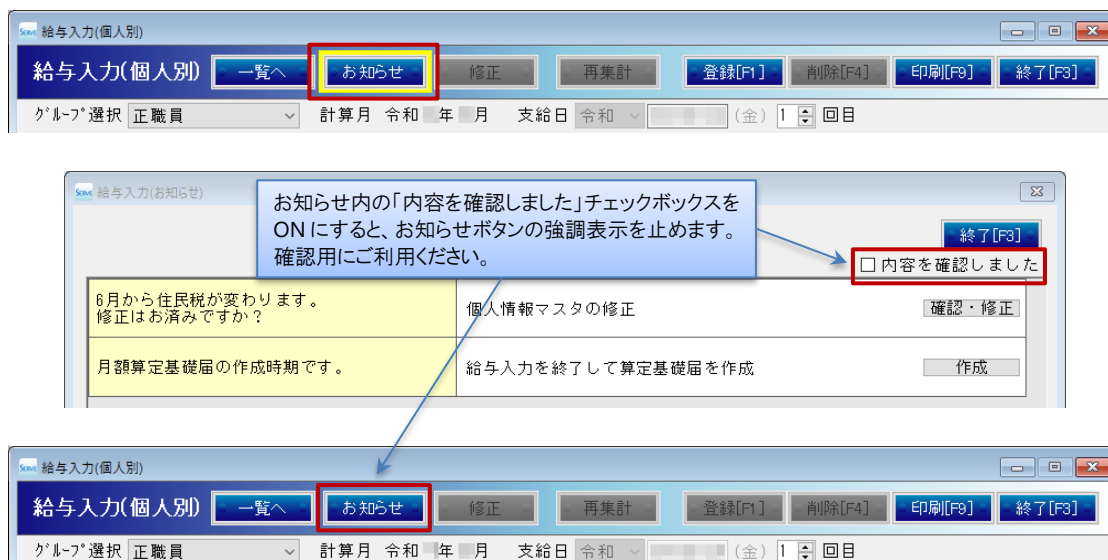 SERVE 給与入力(個人別)
給与入力(個人別) 一覧へ お知らせ 修正 再集計 登録[F1] 削除[F4] 印刷[F9] 終了[F3]
グループ選択 正職員 計算月 令和 年 月 支給日 令和 (金) 1 回目
SERVE 給与入力(お知らせ)
お知らせ内の「内容を確認しました」チェックボックスを
ONにすると、お知らせボタンの強調表示を止めます。
確認用にご利用ください。
終了[F3]
内容を確認しました
6月から住民税が変わります。
修正はお済みですか?
個人情報マスタの修正 確認・修正
月額算定基礎届の作成時期です。 給与入力を終了して算定基礎届を作成 作成
SERVE 給与入力(個人別)
給与入力(個人別) 一覧へ お知らせ 修正 再集計 登録[F1] 削除[F4] 印刷[F9] 終了[F3]
グループ選択 正職員 計算月 令和 年 月 支給日 令和 (金) 1 回目